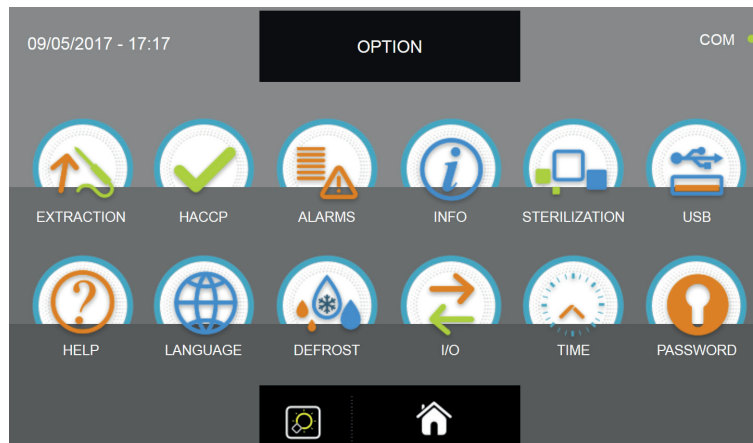 09/05/2017 - 17:17
OPTION
COM
EXTRACTION
HACCP
ALARMS
INFO
STERILIZATION
USB
HELP
LANGUAGE
DEFROST
I/O
TIME
PASSWORD